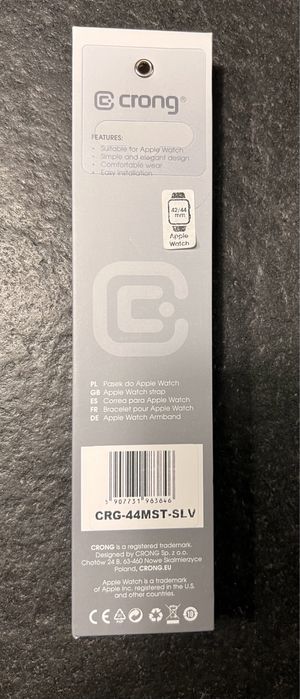 crong®
FEATURES:
• Suitable for Apple Watch
• Simple and elegant design
• Comfortable wear
• Easy installation
42/44
mm
Apple
Watch
PL Pasek do Apple Watch
GB Apple Watch strap
ES Correa para Apple Watch
FR Bracelet pour Apple Watch
DE Apple Watch Armband
5 907731 983646
CRG-44MST-SLV
CRONG is a registered trademark.
Designed by CRONG Sp. z o.o.
Chotów 24 B, 63-460 Nowe Skalmierzyce
Poland, CRONG.EU
Apple Watch is a trademark
of Apple Inc. registered in the U.S.
and other countries.
CE 10